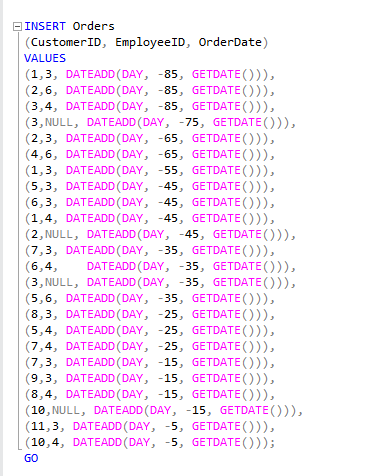 INSERT Orders
(CustomerID, EmployeeID, OrderDate)
VALUES
(1,3, DATEADD(DAY, -85, GETDATE())),
(2,6, DATEADD(DAY, -85, GETDATE())),
(3,4, DATEADD(DAY, -85, GETDATE())),
(3,NULL, DATEADD(DAY, -75, GETDATE())),
(2,3, DATEADD(DAY, -65, GETDATE())),
(4,6, DATEADD(DAY, -65, GETDATE())),
(1,3, DATEADD(DAY, -55, GETDATE())),
(5,3, DATEADD(DAY, -45, GETDATE())),
(6,3, DATEADD(DAY, -45, GETDATE())),
(1,4, DATEADD(DAY, -45, GETDATE())),
(2,NULL, DATEADD(DAY, -45, GETDATE())),
(7,3, DATEADD(DAY, -35, GETDATE())),
(6,4,    DATEADD(DAY, -35, GETDATE())),
(3,NULL, DATEADD(DAY, -35, GETDATE())),
(5,6, DATEADD(DAY, -35, GETDATE())),
(8,3, DATEADD(DAY, -25, GETDATE())),
(5,4, DATEADD(DAY, -25, GETDATE())),
(7,4, DATEADD(DAY, -25, GETDATE())),
(7,3, DATEADD(DAY, -15, GETDATE())),
(9,3, DATEADD(DAY, -15, GETDATE())),
(8,4, DATEADD(DAY, -15, GETDATE())),
(10,NULL, DATEADD(DAY, -15, GETDATE())),
(11,3, DATEADD(DAY, -5, GETDATE())),
(10,4, DATEADD(DAY, -5, GETDATE()));
GO